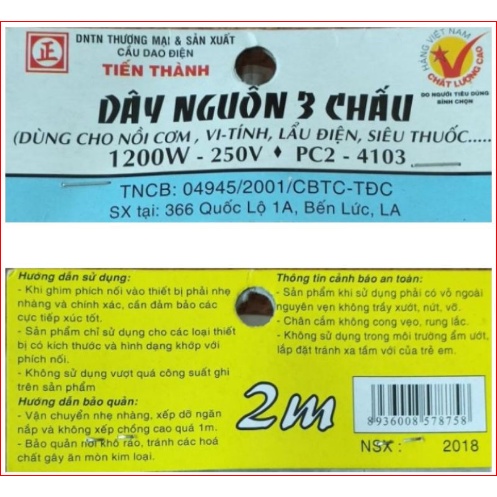 正
DNTN THƯƠNG MẠI & SẢN XUẤT
CẦU DAO ĐIỆN
TIẾN THÀNH
HÀNG VIỆT NAM
CHẤT LƯỢNG CAO
DO NGƯỜI TIÊU DÙNG
BÌNH CHỌN
DÂY NGUỒN 3 CHẤU
(DÙNG CHO NỒI CƠM , VI-TÍNH, LẨU ĐIỆN, SIÊU THUỐC.....
1200W - 250V ♦ PC2 - 4103
TNCB: 04945/2001/CBTC-TĐC
SX tại: 366 Quốc Lộ 1A, Bến Lức, LA
Hướng dẫn sử dụng:
- Khi ghim phích nối vào thiết bị phải nhẹ
nhàng và chính xác, cần đảm bảo các
cực tiếp xúc tốt.
- Sản phẩm chỉ sử dụng cho các loại thiết
bị có kích thước và hình dạng khớp với
phích nối.
- Không sử dụng vượt quá công suất ghi
trên sản phẩm
Hướng dẫn bảo quản:
- Vận chuyển nhẹ nhàng, xếp dỡ ngăn
nắp và không xếp chồng cao quá 1m.
- Bảo quản nơi khô ráo, tránh các hoá
chất gây ăn mòn kim loại.
Thông tin cảnh báo an toàn:
- Sản phẩm khi sử dụng phải có vỏ ngoài
nguyên vẹn không trầy xướt, nứt, vỡ.
- Chân cắm không cong vẹo, rung lắc.
- Không sử dụng trong môi trường ẩm ướt,
lắp đặt tránh xa tầm với của trẻ em.
2m
8936008578758
NSX : 2018